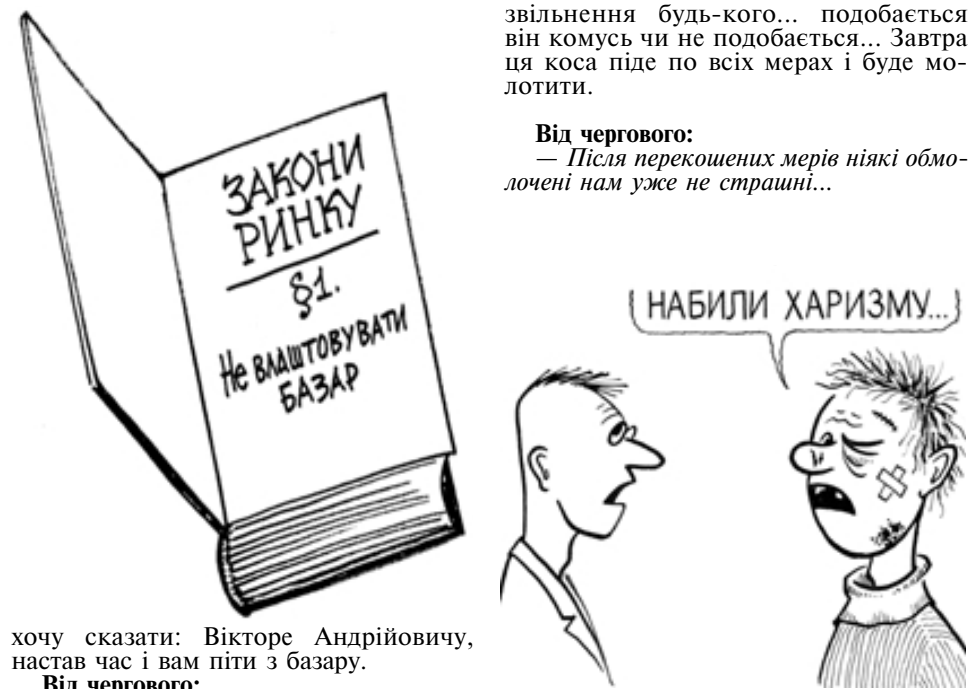 ЗАКОНИ
РИНКУ
§1.
Не влаштовувати
БАЗАР
хочу сказати: Вікторе Андрійовичу,
настав час і вам піти з базару.
Від чергового:
звільнення будь-кого... подобається
він комусь чи не подобається... Завтра
ця коса піде по всіх мерах і буде мо-
лотити.
Від чергового:
— Після перекошених мерів ніякі обмо-
лочені нам уже не страшні...
НАБИЛИ ХАРИЗМУ...